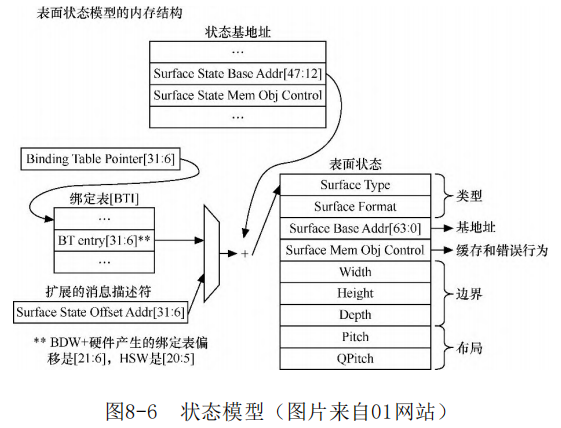 表面状态模型的内存结构
状态基地址
…
Surface State Base Addr[47:12]
Surface State Mem Obj Control
…
Binding Table Pointer[31:6]
绑定表[BTI]
…
BT entry[31:6]**
…
扩展的消息描述符
Surface State Offset Addr[31:6]
** BDW+硬件产生的绑定表偏
移是[21:6]，HSW是[20:5]
+
表面状态
Surface Type
Surface Format
Surface Base Addr[63:0]
Surface Mem Obj Control
Width
Height
Depth
Pitch
QPitch
类型
基地址
缓存和错误行为
边界
布局
图8-6 状态模型（图片来自01网站）